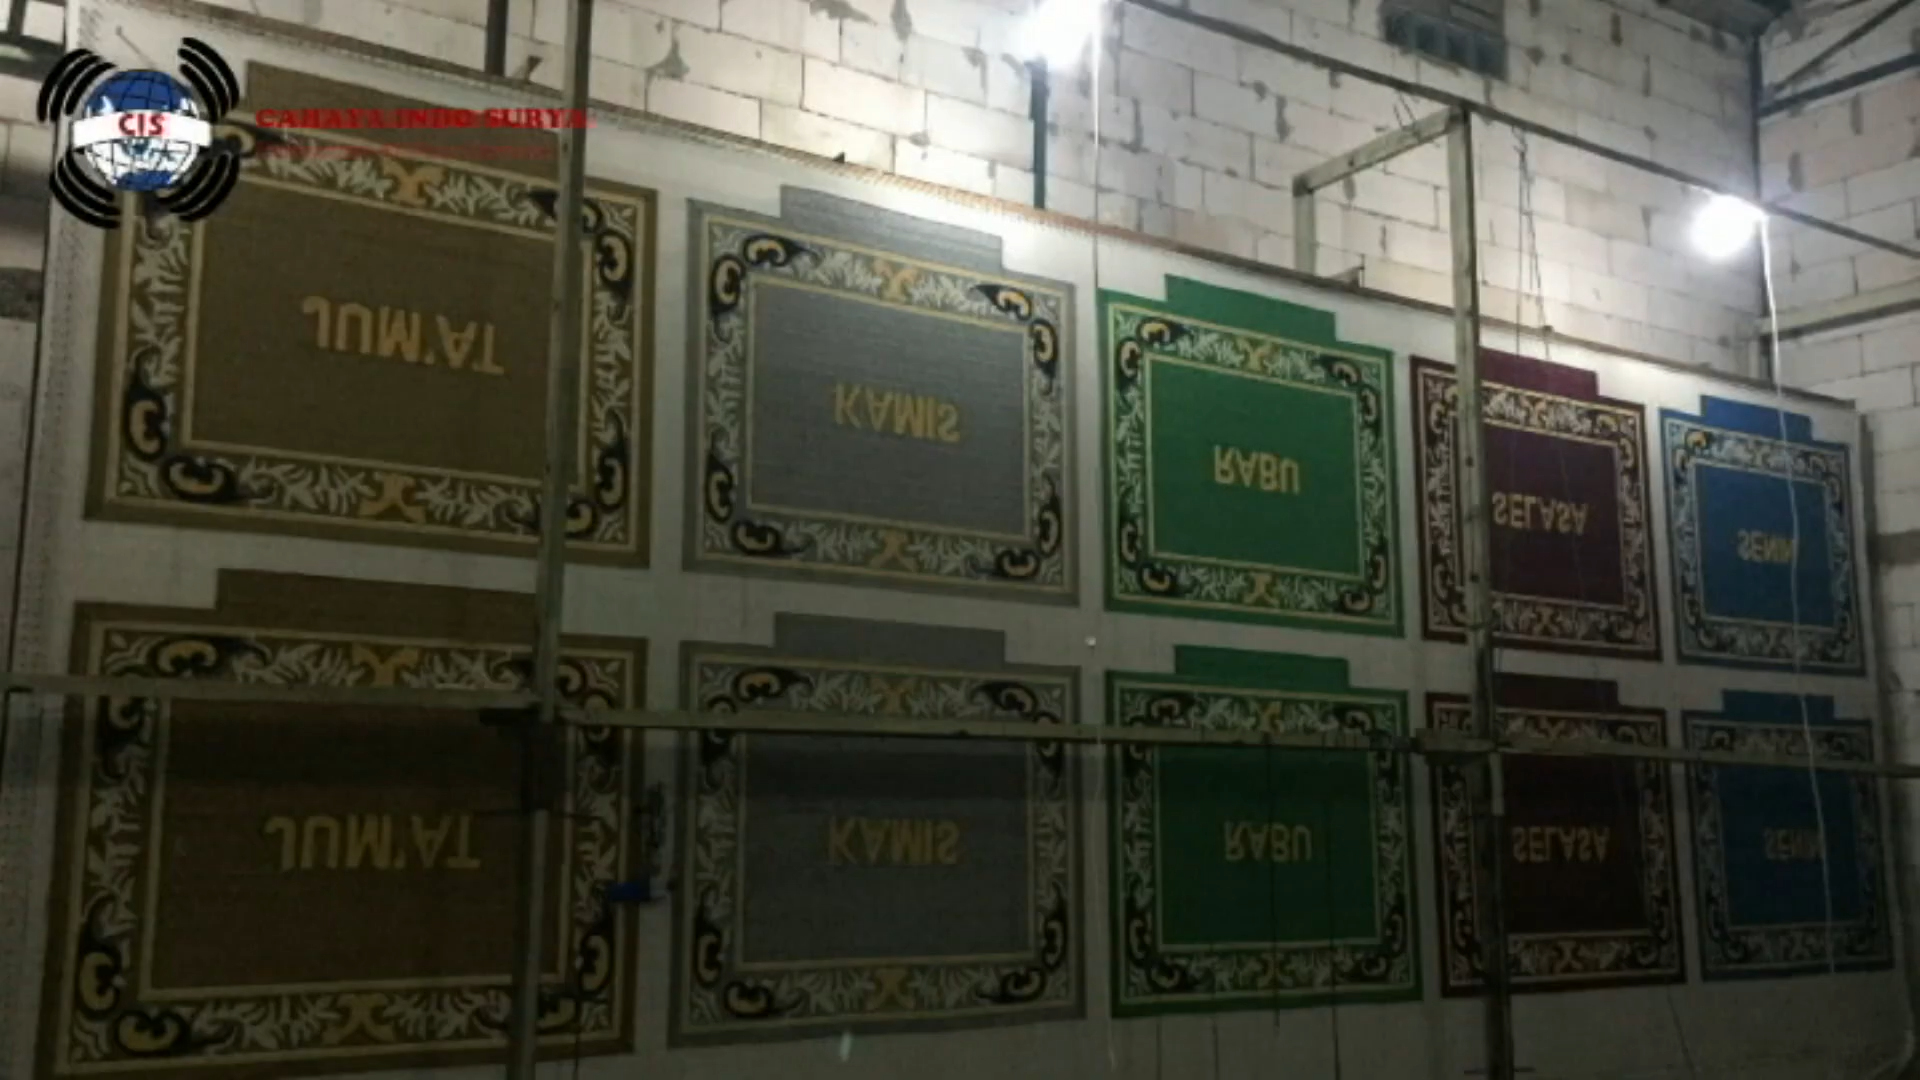 CIS
CAHAYA INDO SURYA
JUM'AT
KAMIS
RABU
SELASA
SENIN
JUM'AT
KAMIS
RABU
SELASA
SENIN